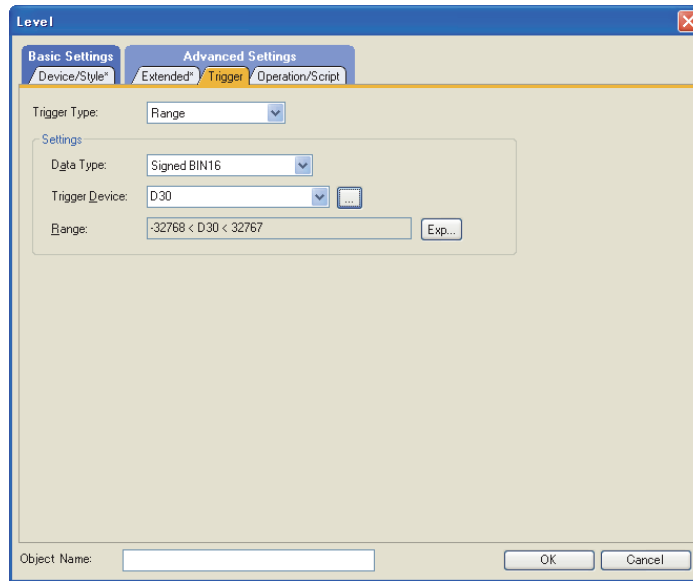 Level
Basic Settings Advanced Settings
Device/Style* Extended* Trigger Operation/Script
Trigger Type: Range
Settings
Data Type: Signed BIN16
Trigger Device: D30 ...
Range: -32768 < D30 < 32767 Exp...
Object Name: OK Cancel